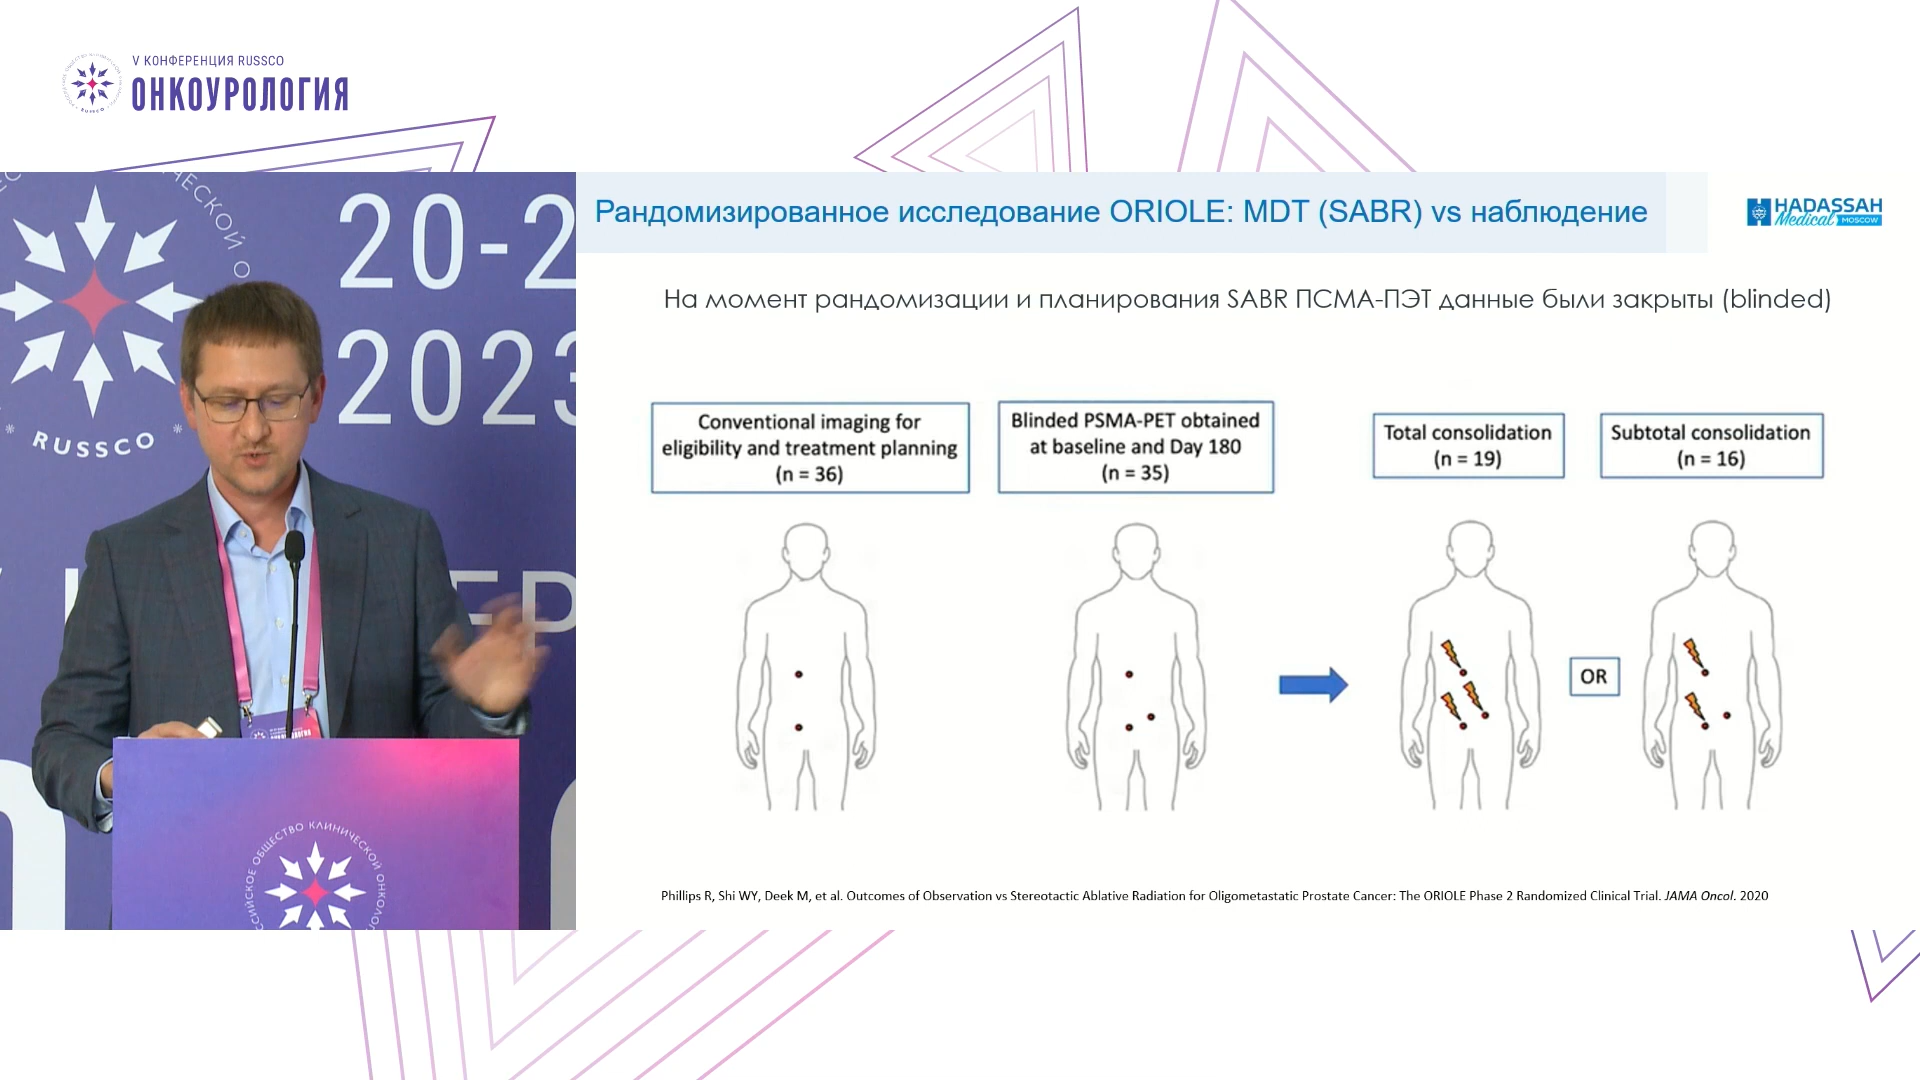 V КОНФЕРЕНЦИЯ RUSSCO
ОНКОУРОЛОГИЯ
20-2
2023
RUSSCO
Рандомизированное исследование ORIOLE: MDT (SABR) vs наблюдение
HADASSAH
Medical MOSCOW
На момент рандомизации и планирования SABR ПСМА-ПЭТ данные были закрыты (blinded)
Conventional imaging for
eligibility and treatment planning
(n = 36)
Blinded PSMA-PET obtained
at baseline and Day 180
(n = 35)
Total consolidation
(n = 19)
Subtotal consolidation
(n = 16)
OR
Phillips R, Shi WY, Deek M, et al. Outcomes of Observation vs Stereotactic Ablative Radiation for Oligometastatic Prostate Cancer: The ORIOLE Phase 2 Randomized Clinical Trial. JAMA Oncol. 2020
ОБЩЕСТВО КЛИНИЧЕСКОЙ